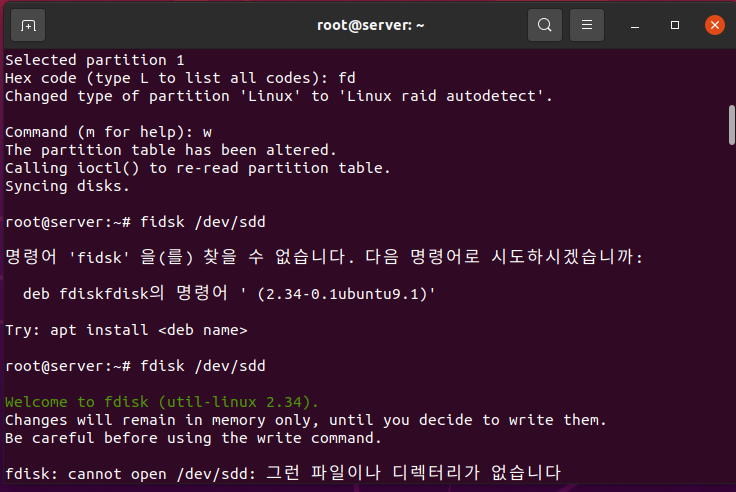 root@server: ~
Selected partition 1
Hex code (type L to list all codes): fd
Changed type of partition 'Linux' to 'Linux raid autodetect'.
Command (m for help): w
The partition table has been altered.
Calling ioctl() to re-read partition table.
Syncing disks.
root@server:~# fidsk /dev/sdd
명령어 'fidsk' 을(를) 찾을 수 없습니다. 다음 명령어로 시도하시겠습니까:
deb fdiskfdisk의 명령어 ' (2.34-0.1ubuntu9.1)'
Try: apt install <deb name>
root@server:~# fdisk /dev/sdd
Welcome to fdisk (util-linux 2.34).
Changes will remain in memory only, until you decide to write them.
Be careful before using the write command.
fdisk: cannot open /dev/sdd: 그런 파일이나 디렉터리가 없습니다